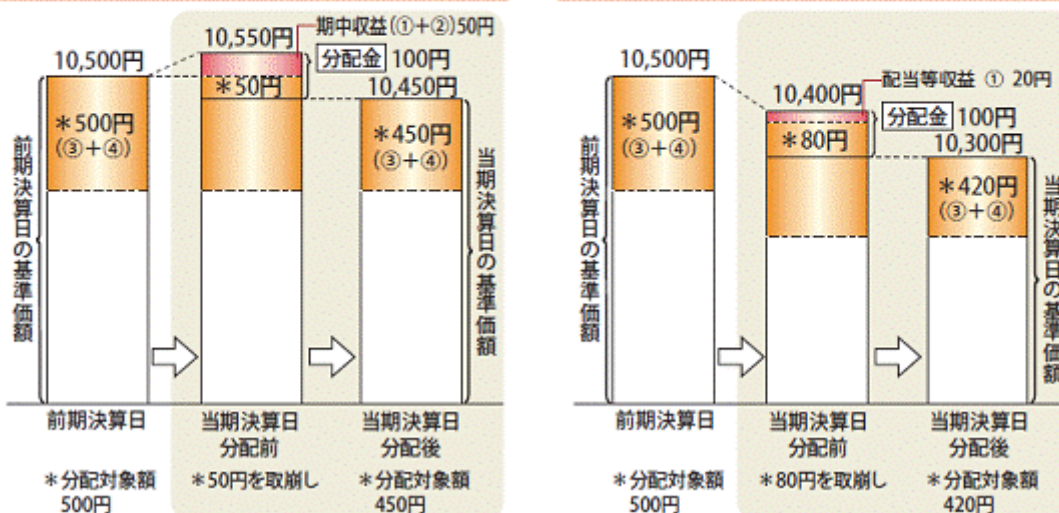 10,500円
10,550円
期中収益(①+②)50円
分配金 100円
10,450円
*50円
*500円
(③+④)
*450円
(③+④)
前期決算日の基準価額
当期決算日の基準価額
前期決算日
当期決算日
分配前
当期決算日
分配後
*分配対象額
500円
*50円を取崩し
*分配対象額
450円
10,500円
10,400円
配当等収益 ① 20円
分配金 100円
10,300円
*500円
(③+④)
*80円
*420円
(③+④)
前期決算日の基準価額
当期決算日の基準価額
前期決算日
当期決算日
分配前
当期決算日
分配後
*分配対象額
500円
*80円を取崩し
*分配対象額
420円